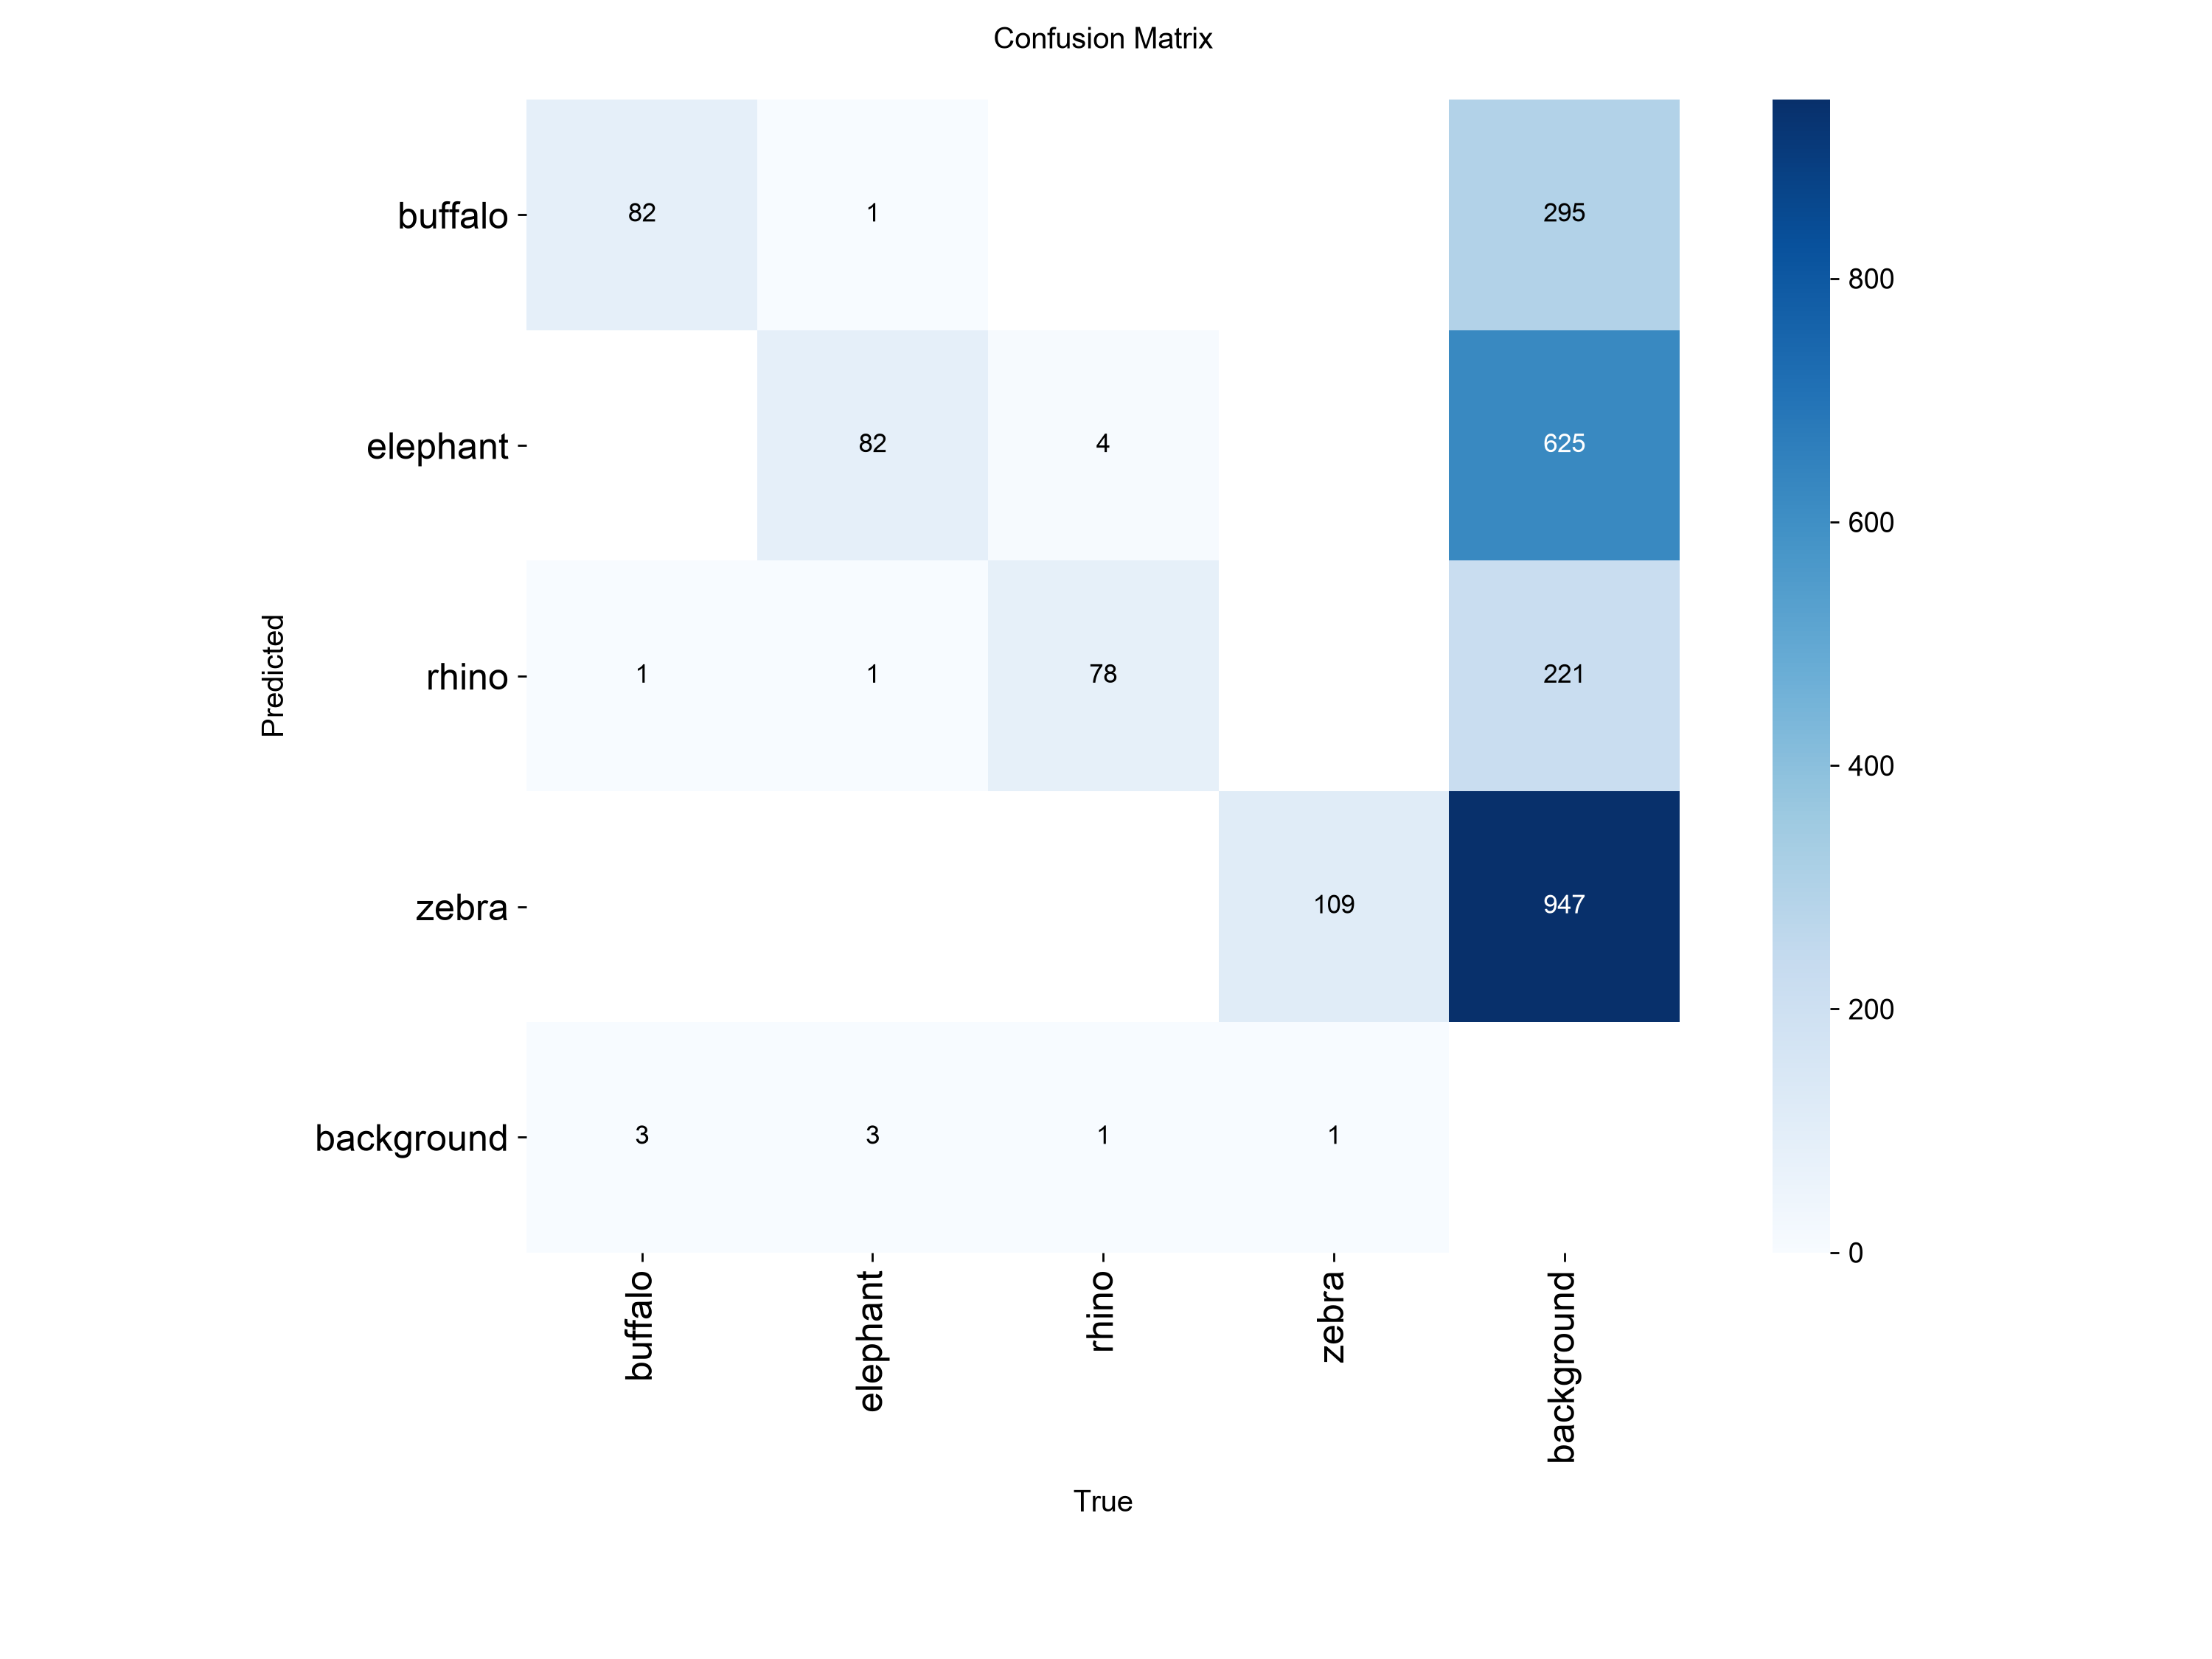 Confusion Matrix
buffalo 82 1 295
elephant 82 4 625
rhino 1 1 78 221
zebra 109 947
background 3 3 1 1
Predicted
buffalo elephant rhino zebra background
True
800
600
400
200
0